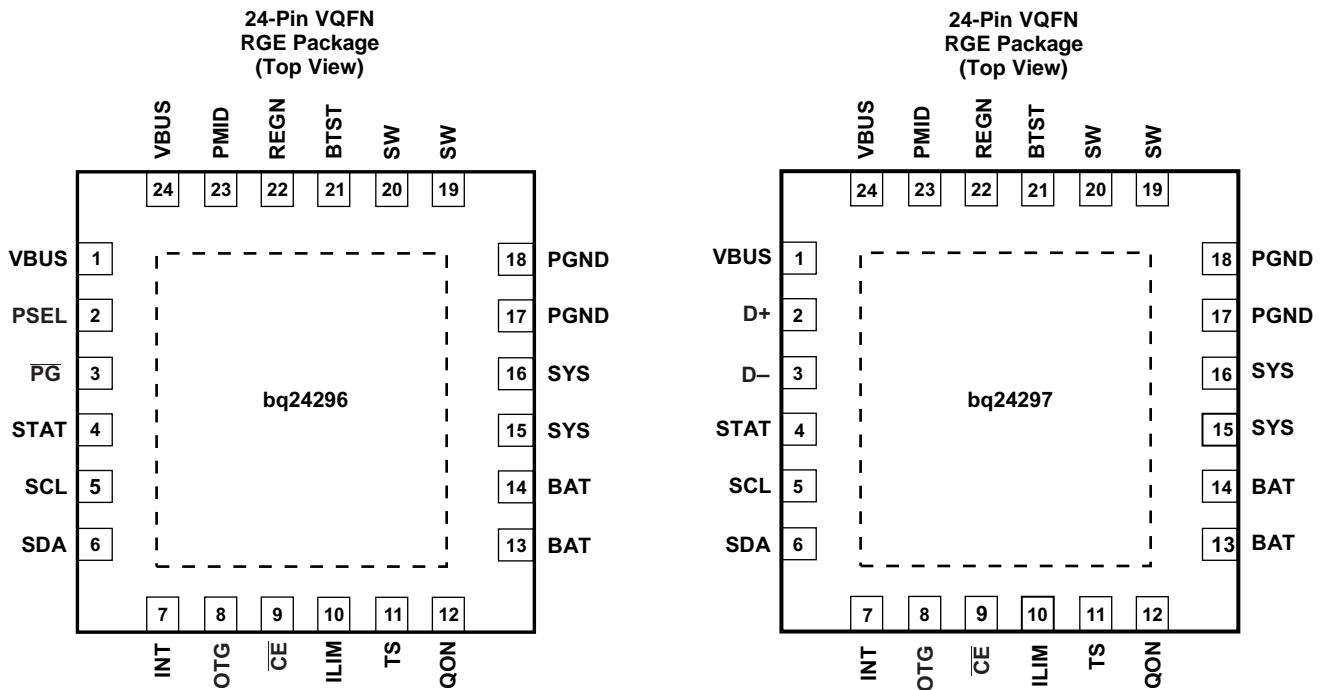 24-Pin VQFN
RGE Package
(Top View)
VBUS
PMID
REGN
BTST
SW
SW
24
23
22
21
20
19
VBUS 1
PSEL 2
P̅G̅ 3
STAT 4
SCL 5
SDA 6
bq24296
18 PGND
17 PGND
16 SYS
15 SYS
14 BAT
13 BAT
7
8
9
10
11
12
INT
OTG
C̅E̅
ILIM
TS
QON
24-Pin VQFN
RGE Package
(Top View)
VBUS
PMID
REGN
BTST
SW
SW
24
23
22
21
20
19
VBUS 1
D+ 2
D– 3
STAT 4
SCL 5
SDA 6
bq24297
18 PGND
17 PGND
16 SYS
15 SYS
14 BAT
13 BAT
7
8
9
10
11
12
INT
OTG
C̅E̅
ILIM
TS
QON